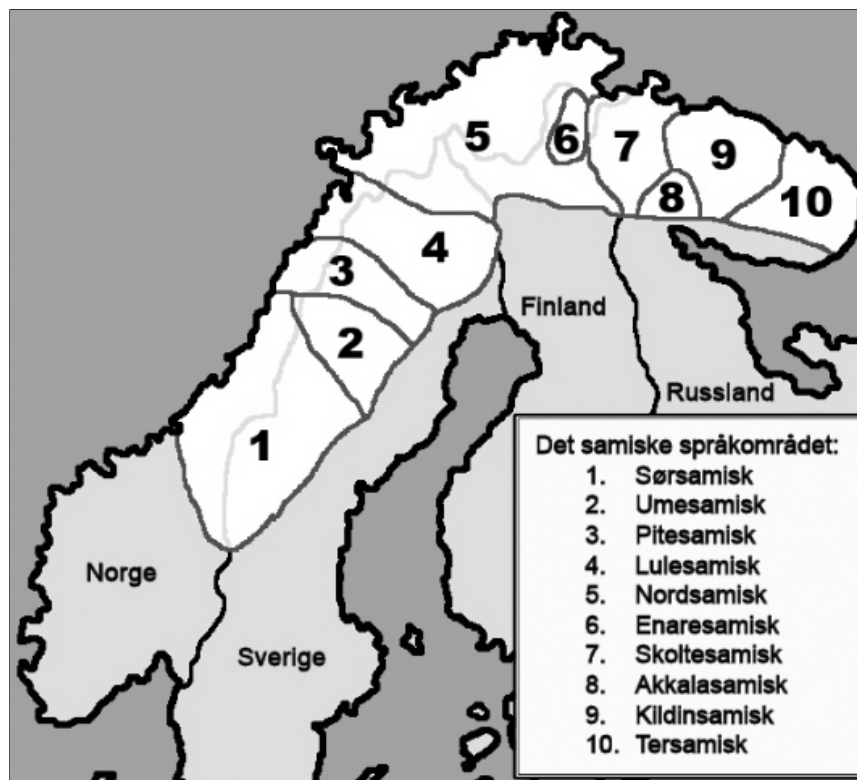 5
6
7
9
8
10
4
3
2
1
Finland
Russland
Norge
Sverige
Det samiske språkområdet:
1. Sørsamisk
2. Umesamisk
3. Pitesamisk
4. Lulesamisk
5. Nordsamisk
6. Enaresamisk
7. Skoltesamisk
8. Akkalasamisk
9. Kildinsamisk
10. Tersamisk